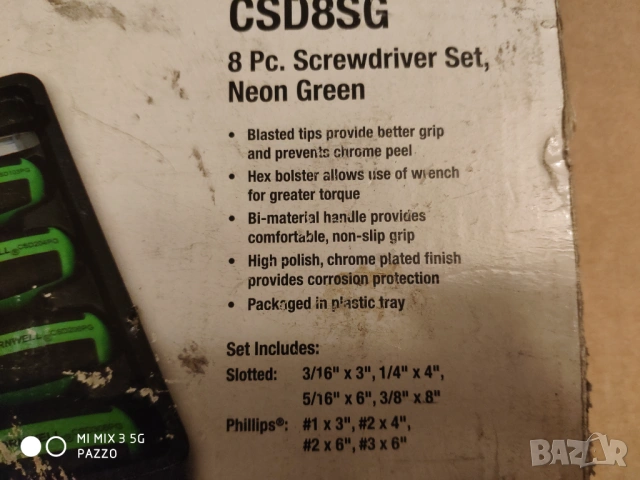 CSD8SG
8 Pc. Screwdriver Set,
Neon Green
• Blasted tips provide better grip
and prevents chrome peel
• Hex bolster allows use of wrench
for greater torque
• Bi-material handle provides
comfortable, non-slip grip
• High polish, chrome plated finish
provides corrosion protection
• Packaged in plastic tray
Set Includes:
Slotted: 3/16" x 3", 1/4" x 4",
5/16" x 6", 3/8" x 8"
Phillips®: #1 x 3", #2 x 4",
#2 x 6", #3 x 6"
MI MIX 3 5G
PAZZO
BAZAR
.bg